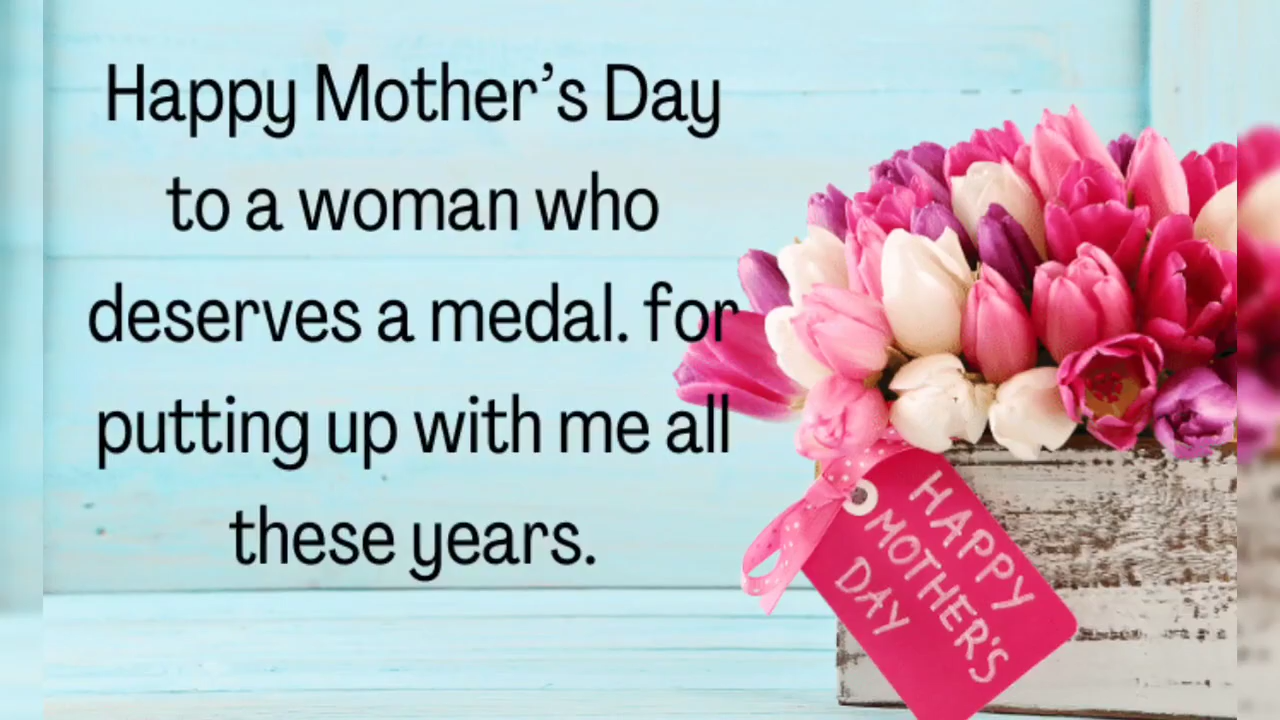 Happy Mother’s Day
to a woman who
deserves a medal. for
putting up with me all
these years.
HAPPY
MOTHER'S
DAY